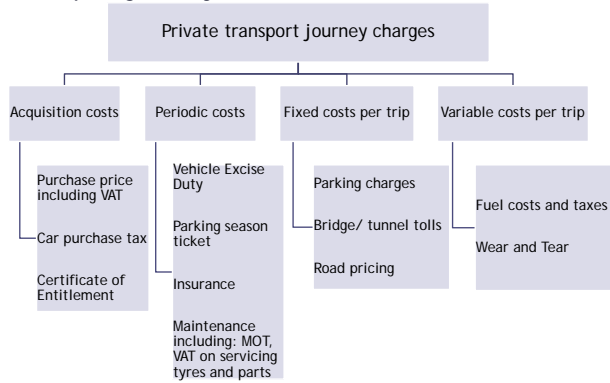 Private transport journey charges
Acquisition costs
Periodic costs
Fixed costs per trip
Variable costs per trip
Purchase price
including VAT
Car purchase tax
Certificate of
Entitlement
Vehicle Excise
Duty
Parking season
ticket
Insurance
Maintenance
including: MOT,
VAT on servicing
tyres and parts
Parking charges
Bridge/ tunnel tolls
Road pricing
Fuel costs and taxes
Wear and Tear